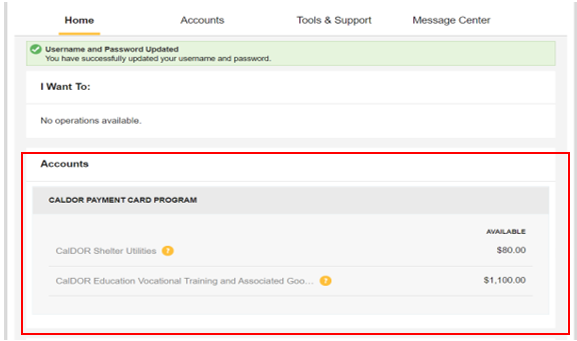 Home Accounts Tools & Support Message Center
Username and Password Updated
You have successfully updated your username and password.
I Want To:
No operations available.
Accounts
CALDOR PAYMENT CARD PROGRAM
AVAILABLE
CalDOR Shelter Utilities ? $80.00
CalDOR Education Vocational Training and Associated Goo... ? $1,100.00